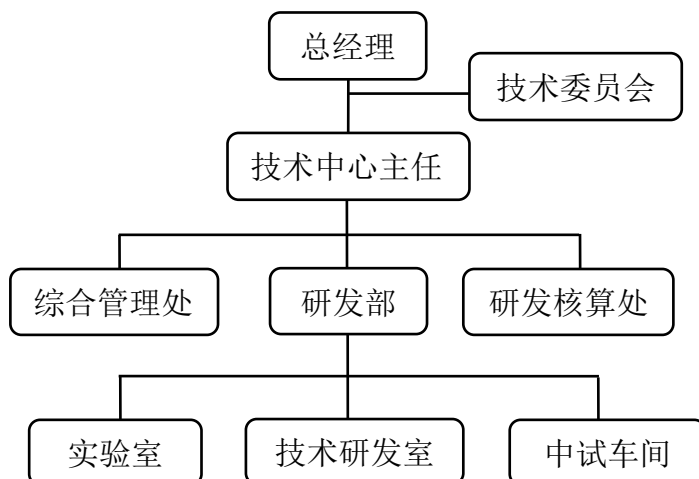 总经理
技术委员会
技术中心主任
综合管理处
研发部
研发核算处
实验室
技术研发室
中试车间